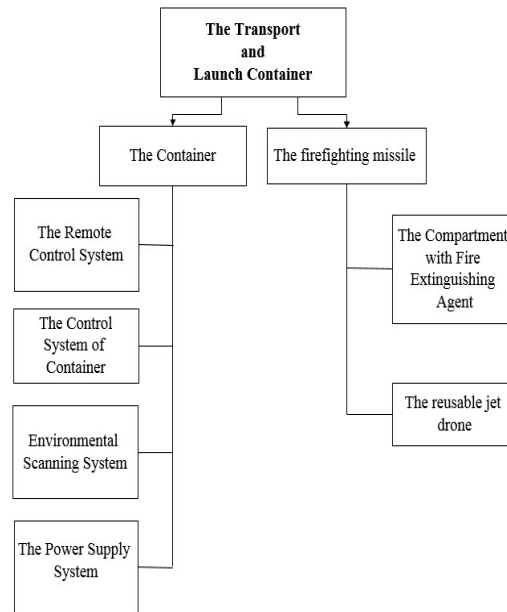 The Transport
and
Launch Container
The Container
The firefighting missile
The Remote
Control System
The Control
System of
Container
Environmental
Scanning System
The Power Supply
System
The Compartment
with Fire
Extinguishing
Agent
The reusable jet
drone